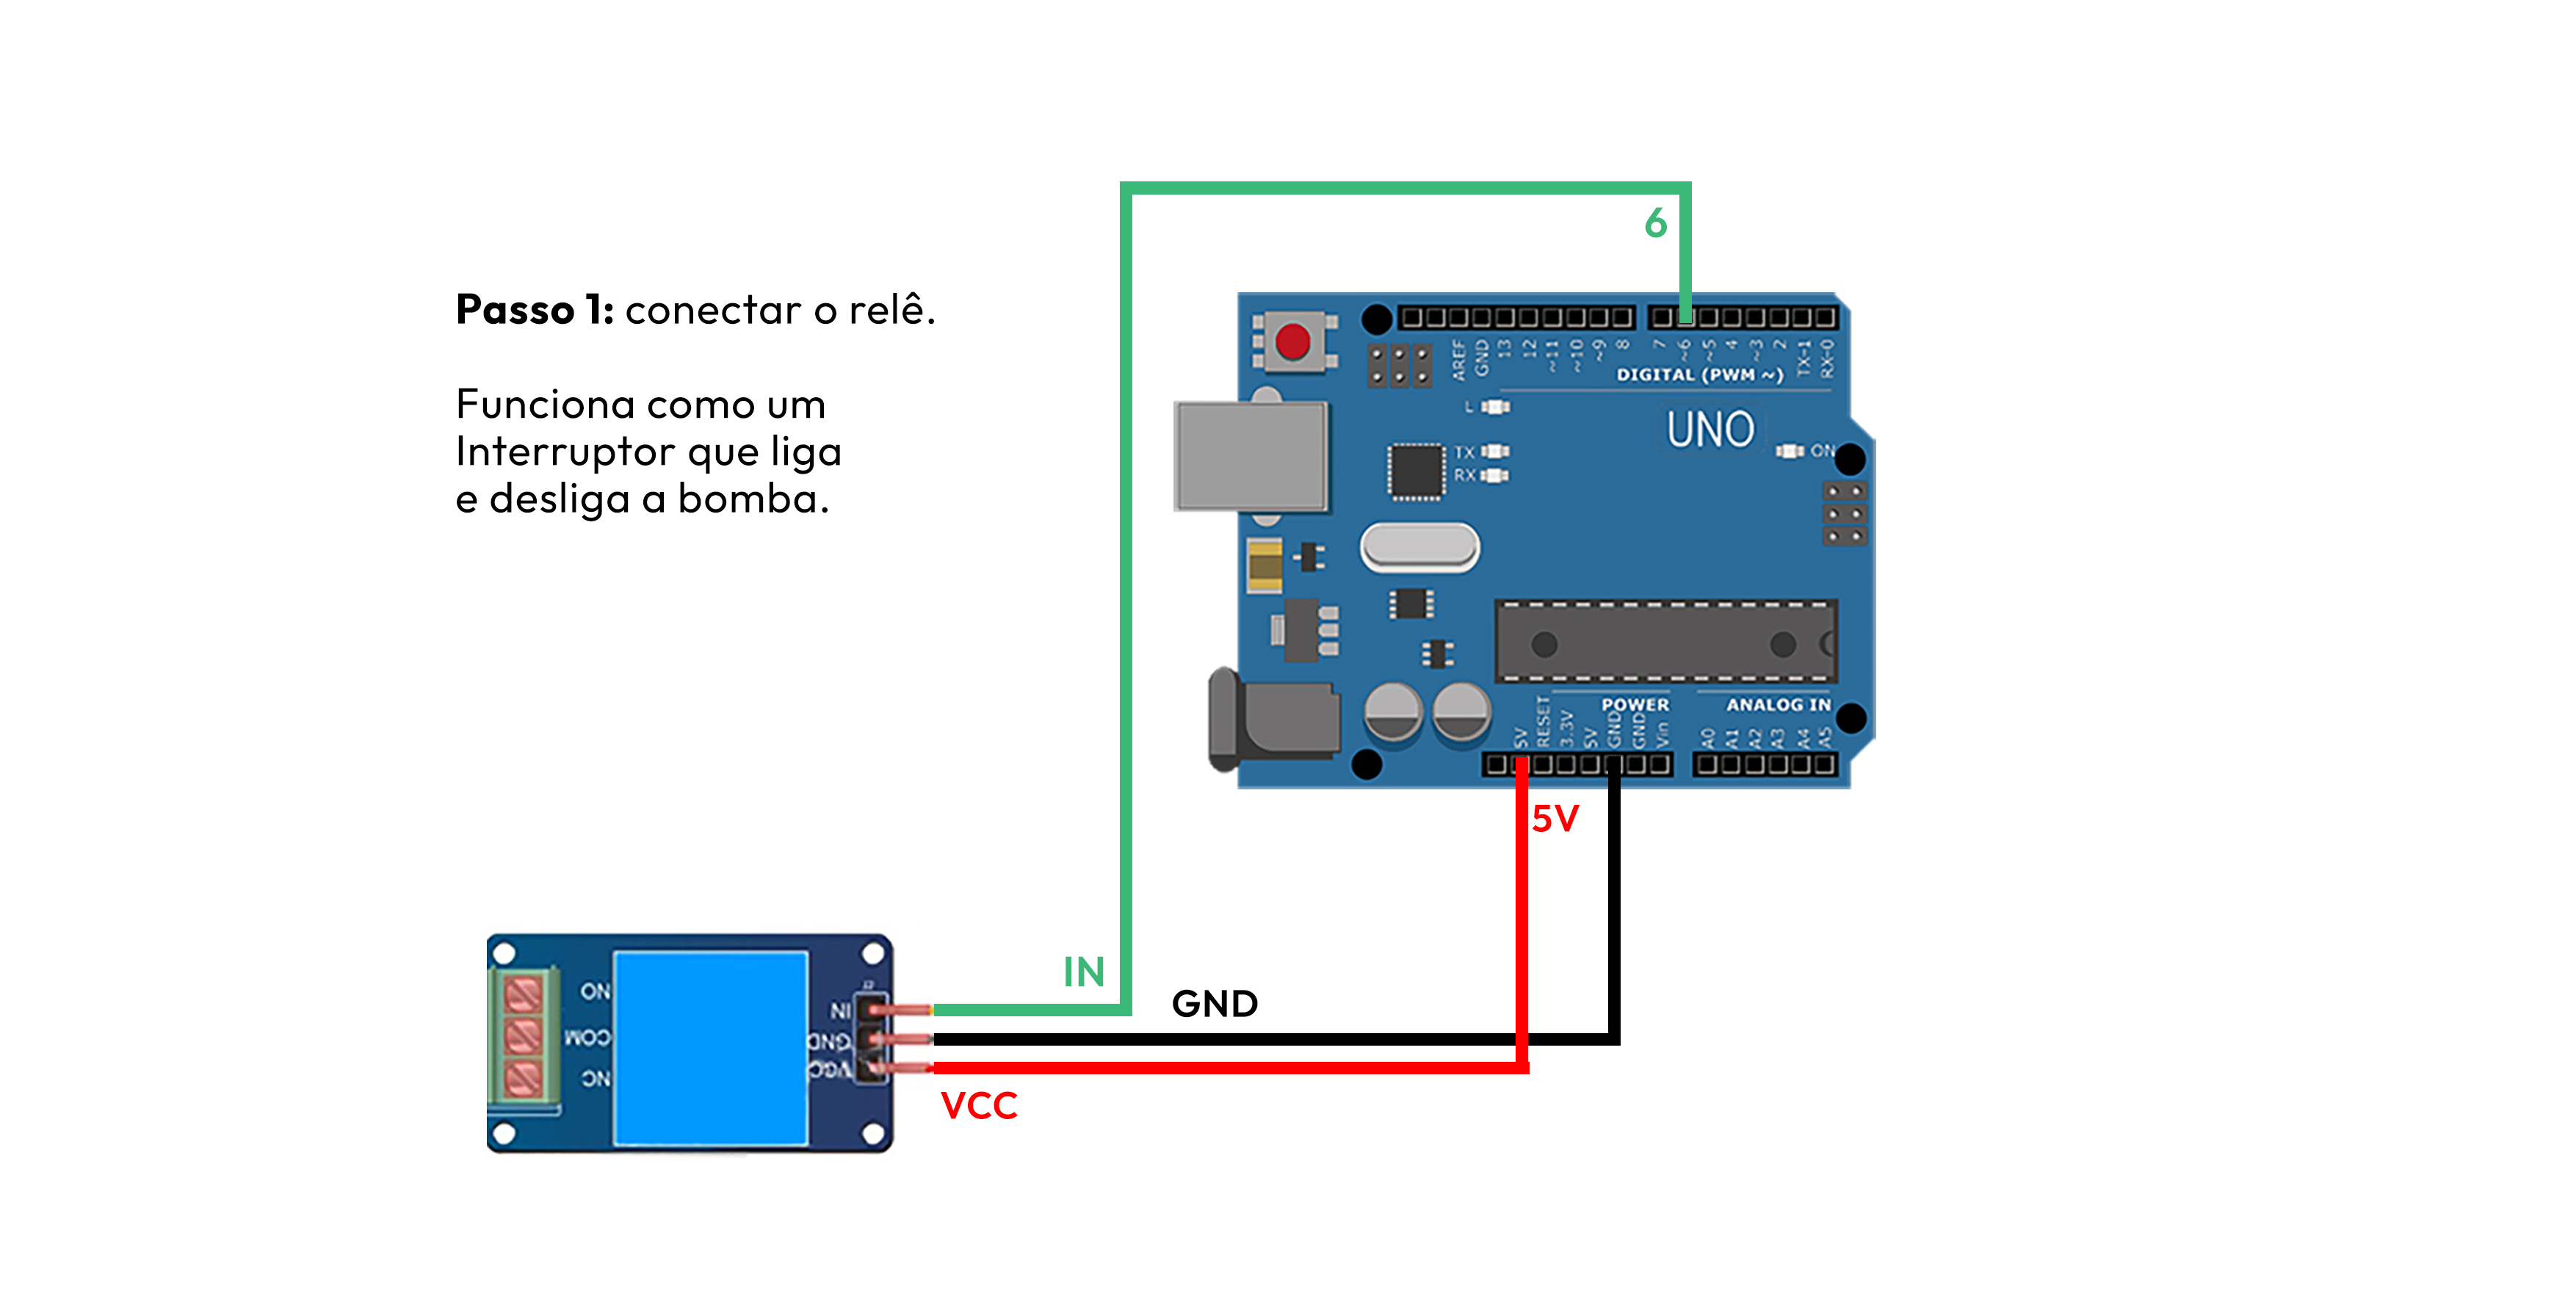 6
Passo 1: conectar o relê.
Funciona como um
Interruptor que liga
e desliga a bomba.
AREF
GND
13
12
~11
~10
~9
8
7
~6
~5
4
~3
2
TX-1
RX-0
DIGITAL (PWM ~)
L
UNO
TX
RX
ON
POWER
ANALOG IN
5V
RESET
3.3V
5V
GND
GND
Vin
A0
A1
A2
A3
A4
A5
5V
IN
GND
VCC
NO
COM
NC
IN
GND
VCC